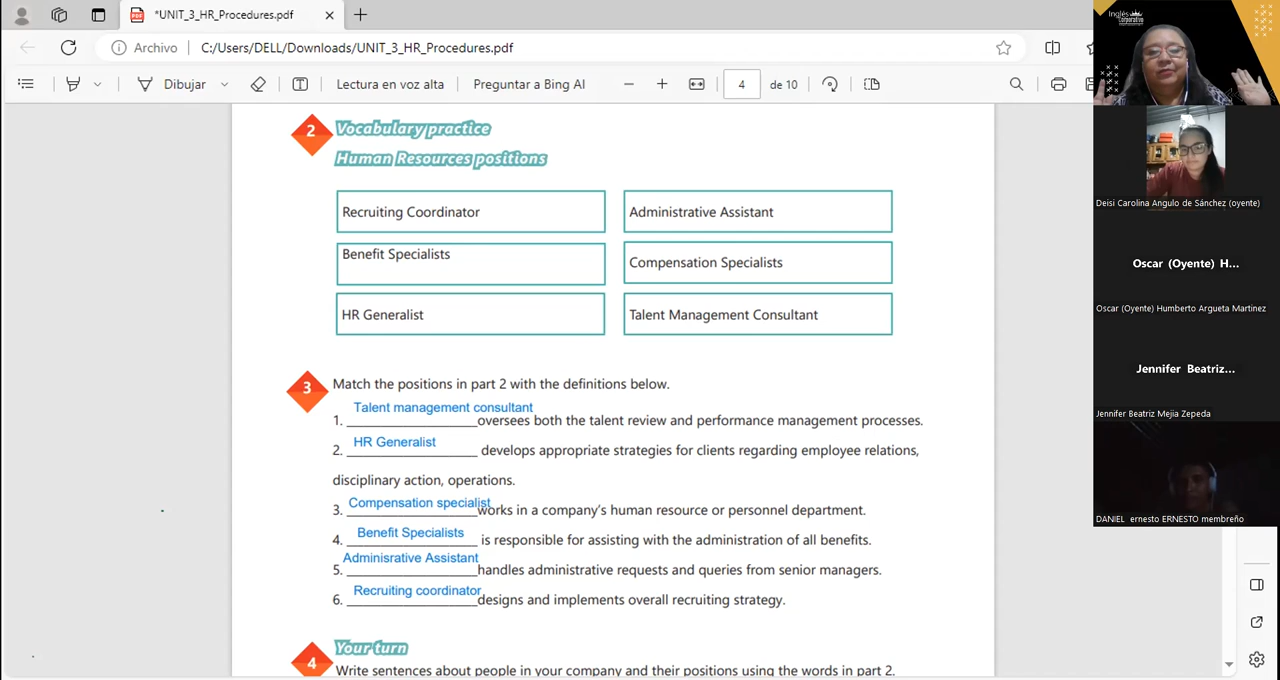 *UNIT_3_HR_Procedures.pdf
Archivo
C:/Users/DELL/Downloads/UNIT_3_HR_Procedures.pdf
Dibujar
Lectura en voz alta
Preguntar a Bing AI
4
de 10
2
Vocabulary practice
Human Resources positions
Recruiting Coordinator
Administrative Assistant
Benefit Specialists
Compensation Specialists
HR Generalist
Talent Management Consultant
3
Match the positions in part 2 with the definitions below.
Talent management consultant
1. _________________oversees both the talent review and performance management processes.
HR Generalist
2. _________________ develops appropriate strategies for clients regarding employee relations,
disciplinary action, operations.
Compensation specialist
3. _________________works in a company's human resource or personnel department.
Benefit Specialists
4. _________________ is responsible for assisting with the administration of all benefits.
Adminisrative Assistant
5. _________________handles administrative requests and queries from senior managers.
Recruiting coordinator
6. _________________designs and implements overall recruiting strategy.
4
Your turn
Write sentences about people in your company and their positions using the words in part 2.
Inglés
Corporativo
Deisi Carolina Angulo de Sánchez (oyente)
Oscar (Oyente) H...
Oscar (Oyente) Humberto Argueta Martinez
Jennifer Beatriz...
Jennifer Beatriz Mejia Zepeda
DANIEL ernesto ERNESTO membreño